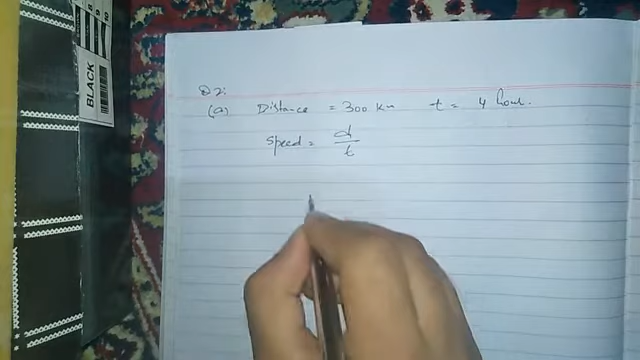 BLACK
Q2:
(a) Distance = 300 km t = 4 hour.
Speed = d/t